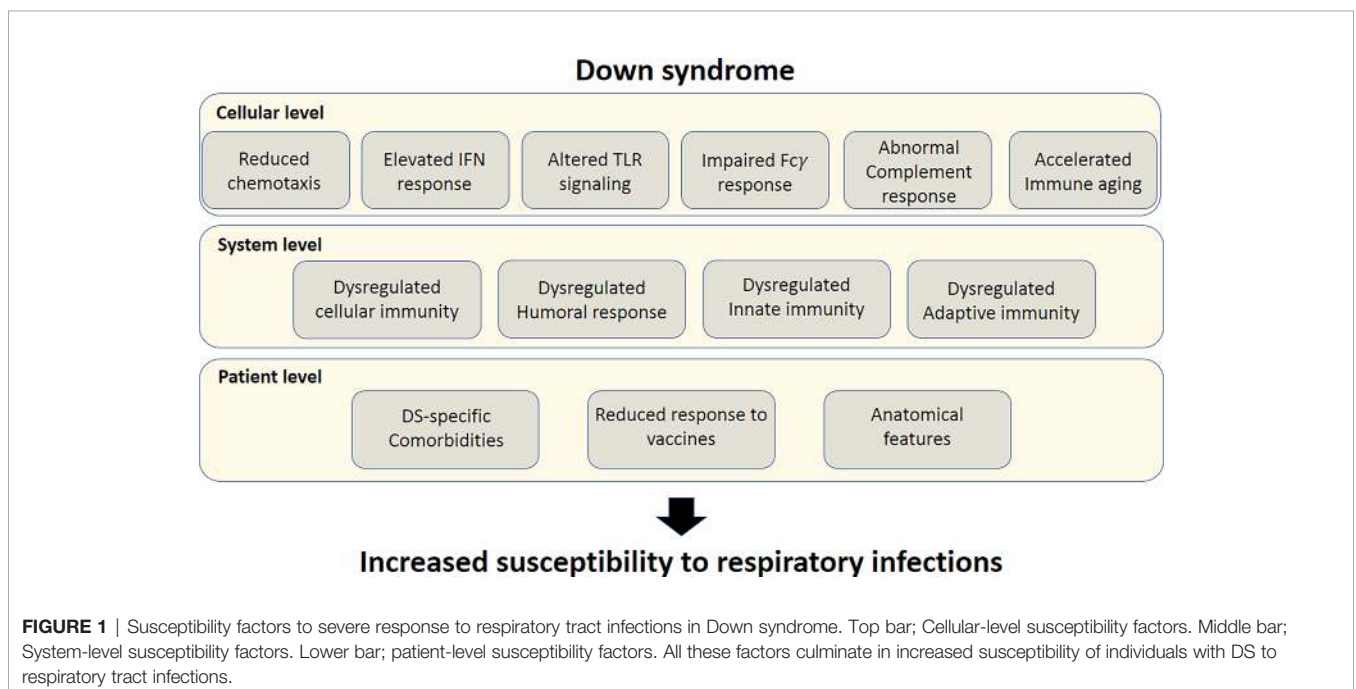 Down syndrome
Cellular level
Reduced
chemotaxis
Elevated IFN
response
Altered TLR
signaling
Impaired Fcγ
response
Abnormal
Complement
response
Accelerated
Immune aging
System level
Dysregulated
cellular immunity
Dysregulated
Humoral response
Dysregulated
Innate immunity
Dysregulated
Adaptive immunity
Patient level
DS-specific
Comorbidities
Reduced response to
vaccines
Anatomical
features
Increased susceptibility to respiratory infections
FIGURE 1 | Susceptibility factors to severe response to respiratory tract infections in Down syndrome. Top bar; Cellular-level susceptibility factors. Middle bar;
System-level susceptibility factors. Lower bar; patient-level susceptibility factors. All these factors culminate in increased susceptibility of individuals with DS to
respiratory tract infections.